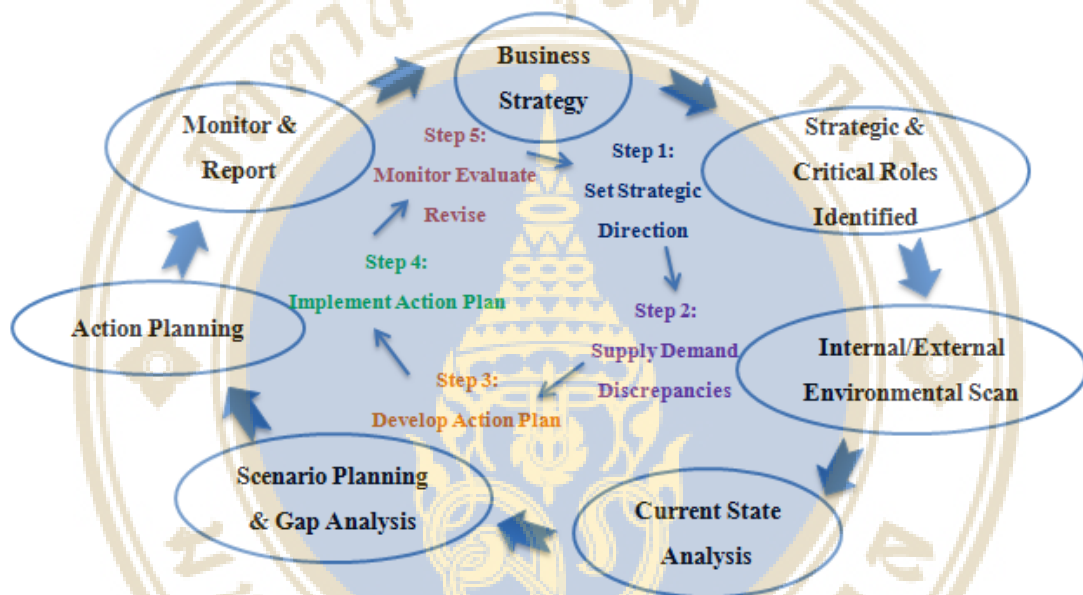 Business
Strategy
Strategic &
Critical Roles
Identified
Internal/External
Environmental Scan
Current State
Analysis
Scenario Planning
& Gap Analysis
Action Planning
Monitor &
Report
Step 1:
Set Strategic
Direction
Step 2:
Supply Demand
Discrepancies
Step 3:
Develop Action Plan
Step 4:
Implement Action Plan
Step 5:
Monitor Evaluate
Revise